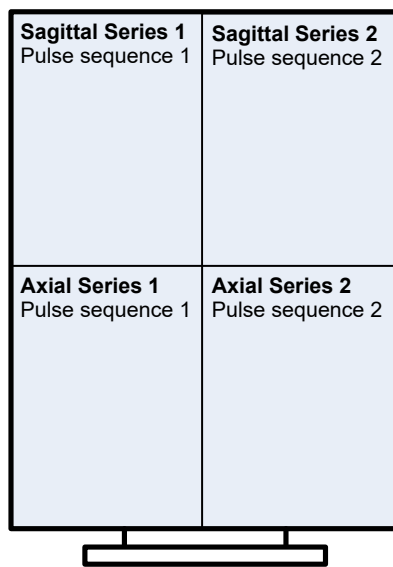 Sagittal Series 1
Pulse sequence 1
Sagittal Series 2
Pulse sequence 2
Axial Series 1
Pulse sequence 1
Axial Series 2
Pulse sequence 2